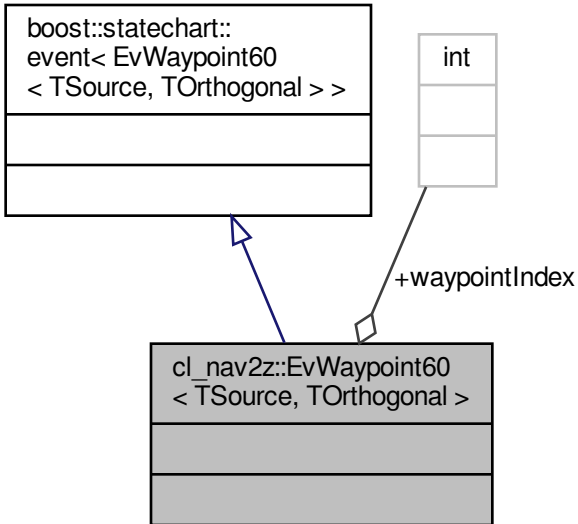 boost::statechart::
event< EvWaypoint60
< TSource, TOrthogonal > >
int
+waypointIndex
cl_nav2z::EvWaypoint60
< TSource, TOrthogonal >